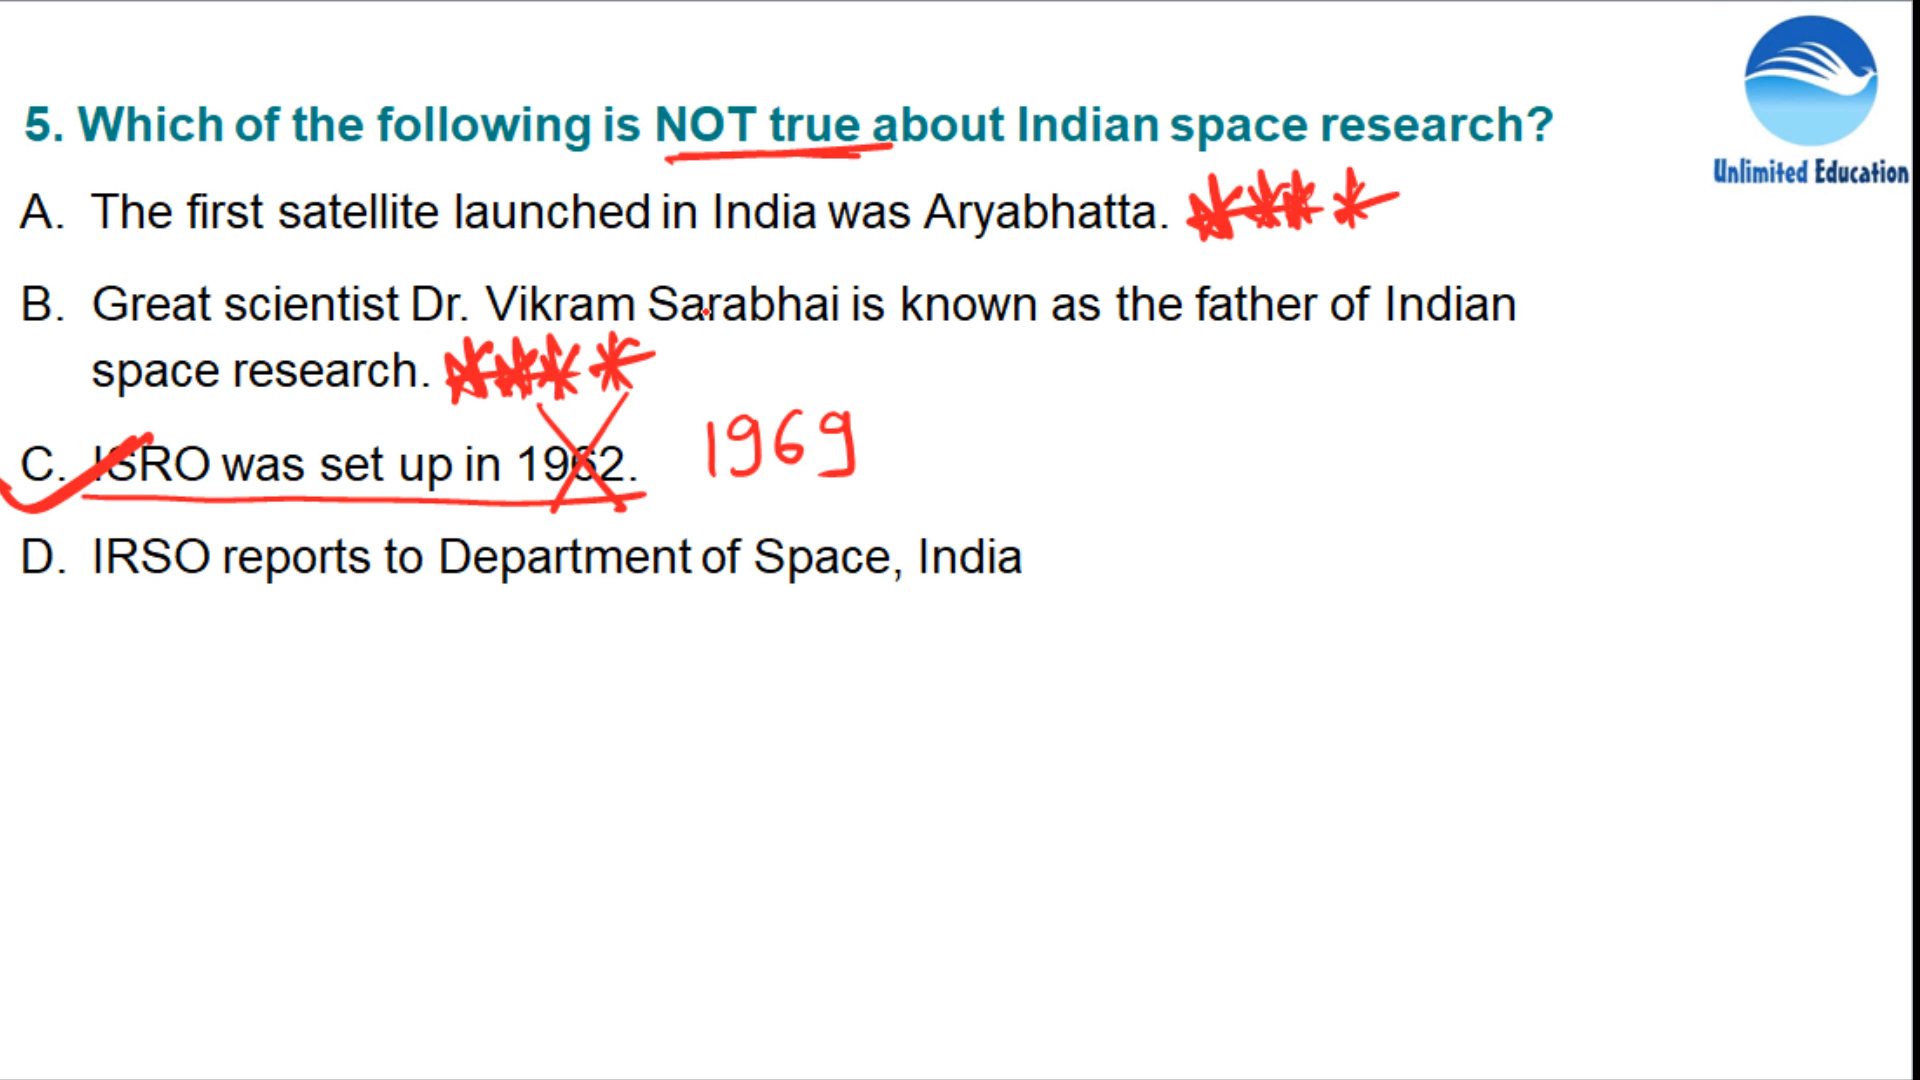 5. Which of the following is NOT true about Indian space research?
Unlimited Education
A. The first satellite launched in India was Aryabhatta.
B. Great scientist Dr. Vikram Sarabhai is known as the father of Indian
space research.
C. ISRO was set up in 1962. 1969
D. IRSO reports to Department of Space, India